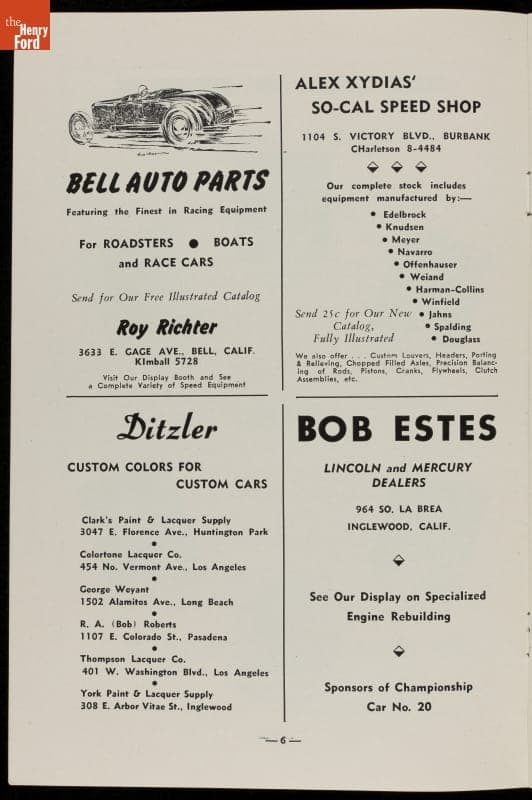 the
Henry
Ford
BELL AUTO PARTS
Featuring the Finest in Racing Equipment
For ROADSTERS ● BOATS
and RACE CARS
Send for Our Free Illustrated Catalog
Roy Richter
3633 E. GAGE AVE., BELL, CALIF.
KImball 5728
Visit Our Display Booth and See
a Complete Variety of Speed Equipment
ALEX XYDIAS'
SO-CAL SPEED SHOP
1104 S. VICTORY BLVD., BURBANK
CHarleton 8-4484
Our complete stock includes
equipment manufactured by:—
• Edelbrock
• Knudsen
• Meyer
• Navarro
• Offenhauser
• Weiand
• Harman-Collins
• Winfield
• Jahns
• Spalding
• Douglass
Send 25c for Our New
Catalog,
Fully Illustrated
We also offer . . . Custom Louvers, Headers, Porting
& Relieving, Chopped Filled Axles, Precision Balanc-
ing of Rods, Pistons, Cranks, Flywheels, Clutch
Assemblies, etc.
Ditzler
CUSTOM COLORS FOR
CUSTOM CARS
Clark's Paint & Lacquer Supply
3047 E. Florence Ave., Huntington Park
•
Colortone Lacquer Co.
454 No. Vermont Ave., Los Angeles
•
George Weyant
1502 Alamitos Ave., Long Beach
•
R. A. (Bob) Roberts
1107 E. Colorado St., Pasadena
•
Thompson Lacquer Co.
401 W. Washington Blvd., Los Angeles
•
York Paint & Lacquer Supply
308 E. Arbor Vitae St., Inglewood
BOB ESTES
LINCOLN and MERCURY
DEALERS
964 SO. LA BREA
INGLEWOOD, CALIF.
See Our Display on Specialized
Engine Rebuilding
Sponsors of Championship
Car No. 20
— 6 —